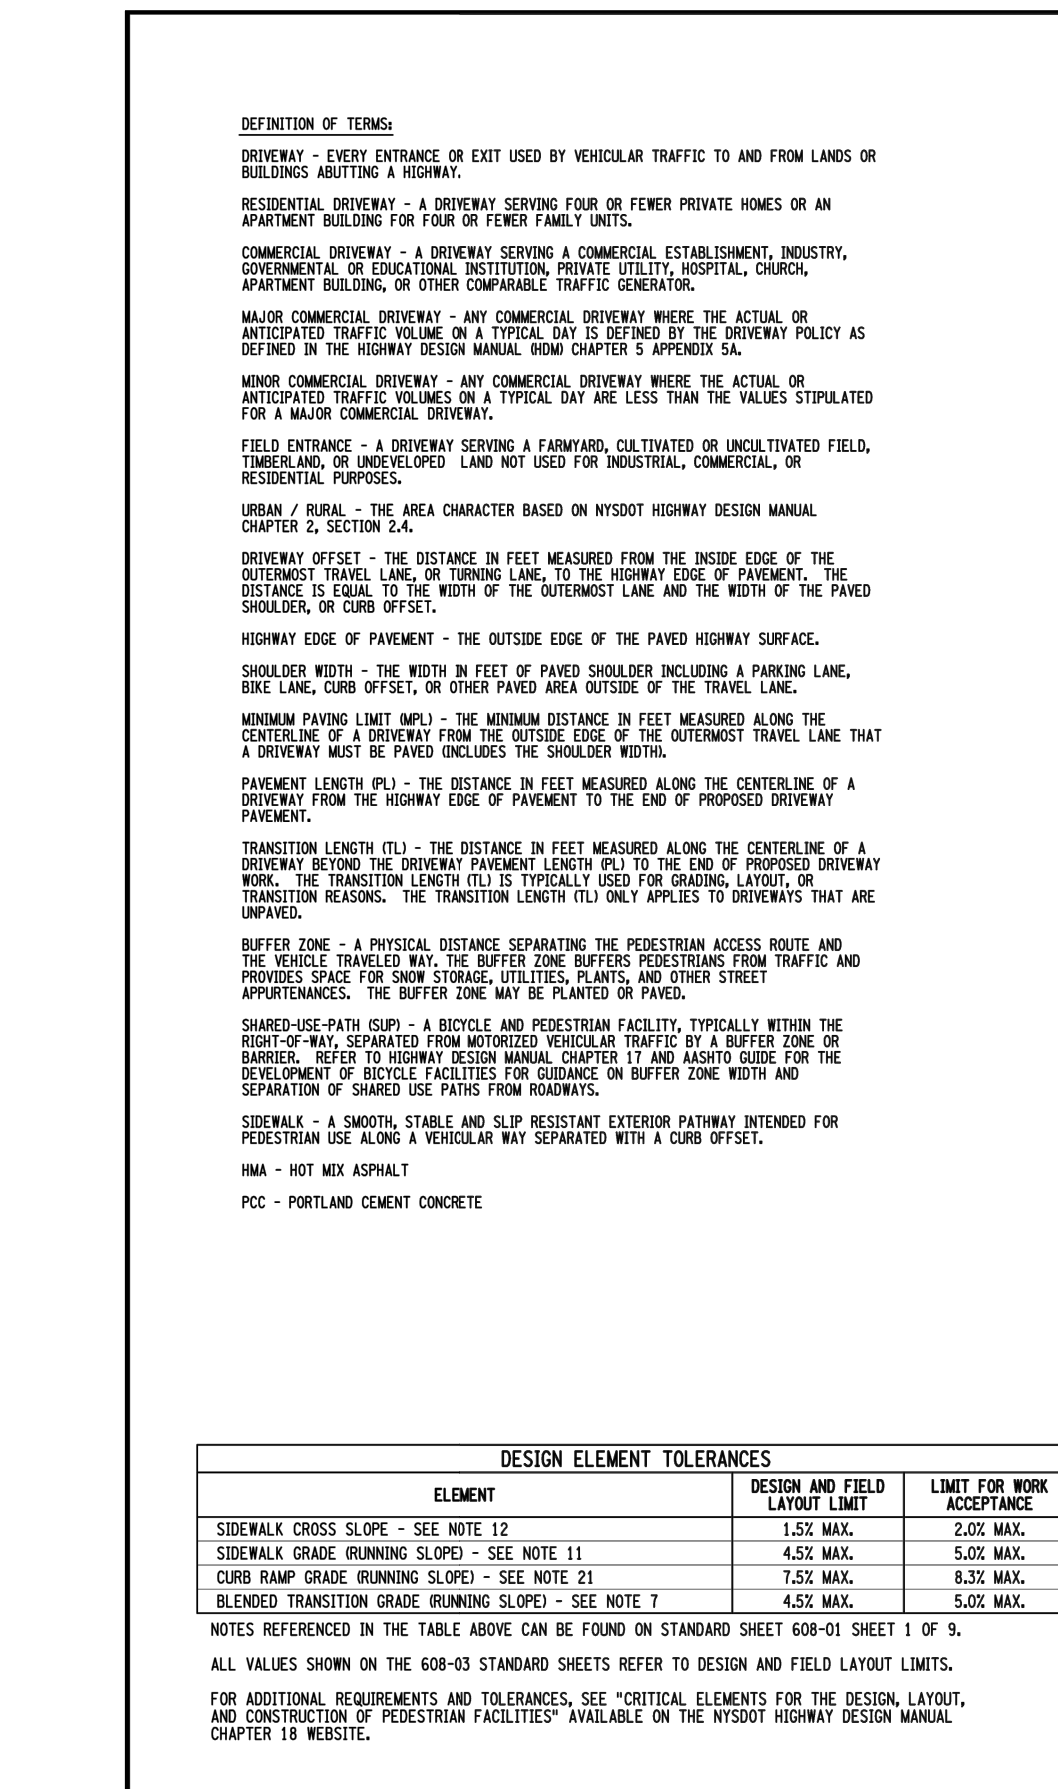 DEFINITION OF TERMS:
DRIVEWAY - EVERY ENTRANCE OR EXIT USED BY VEHICULAR TRAFFIC TO AND FROM LANDS OR
BUILDINGS ABUTTING A HIGHWAY.
RESIDENTIAL DRIVEWAY - A DRIVEWAY SERVING FOUR OR FEWER PRIVATE HOMES OR AN
APARTMENT BUILDING FOR FOUR OR FEWER FAMILY UNITS.
COMMERCIAL DRIVEWAY - A DRIVEWAY SERVING A COMMERCIAL ESTABLISHMENT, INDUSTRY,
GOVERNMENTAL OR EDUCATIONAL INSTITUTION, PRIVATE UTILITY, HOSPITAL, CHURCH,
APARTMENT BUILDING, OR OTHER COMPARABLE TRAFFIC GENERATOR.
MAJOR COMMERCIAL DRIVEWAY - ANY COMMERCIAL DRIVEWAY WHERE THE ACTUAL OR
ANTICIPATED TRAFFIC VOLUME ON A TYPICAL DAY IS DEFINED BY THE DRIVEWAY POLICY AS
DEFINED IN THE HIGHWAY DESIGN MANUAL (HDM) CHAPTER 5 APPENDIX 5A.
MINOR COMMERCIAL DRIVEWAY - ANY COMMERCIAL DRIVEWAY WHERE THE ACTUAL OR
ANTICIPATED TRAFFIC VOLUMES ON A TYPICAL DAY ARE LESS THAN THE VALUES STIPULATED
FOR A MAJOR COMMERCIAL DRIVEWAY.
FIELD ENTRANCE - A DRIVEWAY SERVING A FARMYARD, CULTIVATED OR UNCULTIVATED FIELD,
TIMBERLAND, OR UNDEVELOPED LAND NOT USED FOR INDUSTRIAL, COMMERCIAL, OR
RESIDENTIAL PURPOSES.
URBAN / RURAL - THE AREA CHARACTER BASED ON NYSDOT HIGHWAY DESIGN MANUAL
CHAPTER 2, SECTION 2.4.
DRIVEWAY OFFSET - THE DISTANCE IN FEET MEASURED FROM THE INSIDE EDGE OF THE
OUTERMOST TRAVEL LANE, OR TURNING LANE, TO THE HIGHWAY EDGE OF PAVEMENT. THE
DISTANCE IS EQUAL TO THE WIDTH OF THE OUTERMOST LANE AND THE WIDTH OF THE PAVED
SHOULDER, OR CURB OFFSET.
HIGHWAY EDGE OF PAVEMENT - THE OUTSIDE EDGE OF THE PAVED HIGHWAY SURFACE.
SHOULDER WIDTH - THE WIDTH IN FEET OF PAVED SHOULDER INCLUDING A PARKING LANE,
BIKE LANE, CURB OFFSET, OR OTHER PAVED AREA OUTSIDE OF THE TRAVEL LANE.
MINIMUM PAVING LIMIT (MPL) - THE MINIMUM DISTANCE IN FEET MEASURED ALONG THE
CENTERLINE OF A DRIVEWAY FROM THE OUTSIDE EDGE OF THE OUTERMOST TRAVEL LANE THAT
A DRIVEWAY MUST BE PAVED (INCLUDES THE SHOULDER WIDTH).
PAVEMENT LENGTH (PL) - THE DISTANCE IN FEET MEASURED ALONG THE CENTERLINE OF A
DRIVEWAY FROM THE HIGHWAY EDGE OF PAVEMENT TO THE END OF PROPOSED DRIVEWAY
PAVEMENT.
TRANSITION LENGTH (TL) - THE DISTANCE IN FEET MEASURED ALONG THE CENTERLINE OF A
DRIVEWAY BEYOND THE DRIVEWAY PAVEMENT LENGTH (PL) TO THE END OF PROPOSED DRIVEWAY
WORK. THE TRANSITION LENGTH (TL) IS TYPICALLY USED FOR GRADING, LAYOUT, OR
TRANSITION REASONS. THE TRANSITION LENGTH (TL) ONLY APPLIES TO DRIVEWAYS THAT ARE
UNPAVED.
BUFFER ZONE - A PHYSICAL DISTANCE SEPARATING THE PEDESTRIAN ACCESS ROUTE AND
THE VEHICLE TRAVELED WAY. THE BUFFER ZONE BUFFERS PEDESTRIANS FROM TRAFFIC AND
PROVIDES SPACE FOR SNOW STORAGE, UTILITIES, PLANTS, AND OTHER STREET
APPURTENANCES. THE BUFFER ZONE MAY BE PLANTED OR PAVED.
SHARED-USE-PATH (SUP) - A BICYCLE AND PEDESTRIAN FACILITY, TYPICALLY WITHIN THE
RIGHT-OF-WAY, SEPARATED FROM MOTORIZED VEHICULAR TRAFFIC BY A BUFFER ZONE OR
BARRIER. REFER TO HIGHWAY DESIGN MANUAL CHAPTER 17 AND AASHTO GUIDE FOR THE
DEVELOPMENT OF BICYCLE FACILITIES FOR GUIDANCE ON BUFFER ZONE WIDTH AND
SEPARATION OF SHARED USE PATHS FROM ROADWAYS.
SIDEWALK - A SMOOTH, STABLE AND SLIP RESISTANT EXTERIOR PATHWAY INTENDED FOR
PEDESTRIAN USE ALONG A VEHICULAR WAY SEPARATED WITH A CURB OFFSET.
HMA - HOT MIX ASPHALT
PCC - PORTLAND CEMENT CONCRETE
DESIGN ELEMENT TOLERANCES
ELEMENT DESIGN AND FIELD LAYOUT LIMIT LIMIT FOR WORK ACCEPTANCE
SIDEWALK CROSS SLOPE - SEE NOTE 12 1.5% MAX. 2.0% MAX.
SIDEWALK GRADE (RUNNING SLOPE) - SEE NOTE 11 4.5% MAX. 5.0% MAX.
CURB RAMP GRADE (RUNNING SLOPE) - SEE NOTE 21 7.5% MAX. 8.3% MAX.
BLENDED TRANSITION GRADE (RUNNING SLOPE) - SEE NOTE 7 4.5% MAX. 5.0% MAX.
NOTES REFERENCED IN THE TABLE ABOVE CAN BE FOUND ON STANDARD SHEET 608-01 SHEET 1 OF 9.
ALL VALUES SHOWN ON THE 608-03 STANDARD SHEETS REFER TO DESIGN AND FIELD LAYOUT LIMITS.
FOR ADDITIONAL REQUIREMENTS AND TOLERANCES, SEE "CRITICAL ELEMENTS FOR THE DESIGN, LAYOUT,
AND CONSTRUCTION OF PEDESTRIAN FACILITIES" AVAILABLE ON THE NYSDOT HIGHWAY DESIGN MANUAL
CHAPTER 18 WEBSITE.